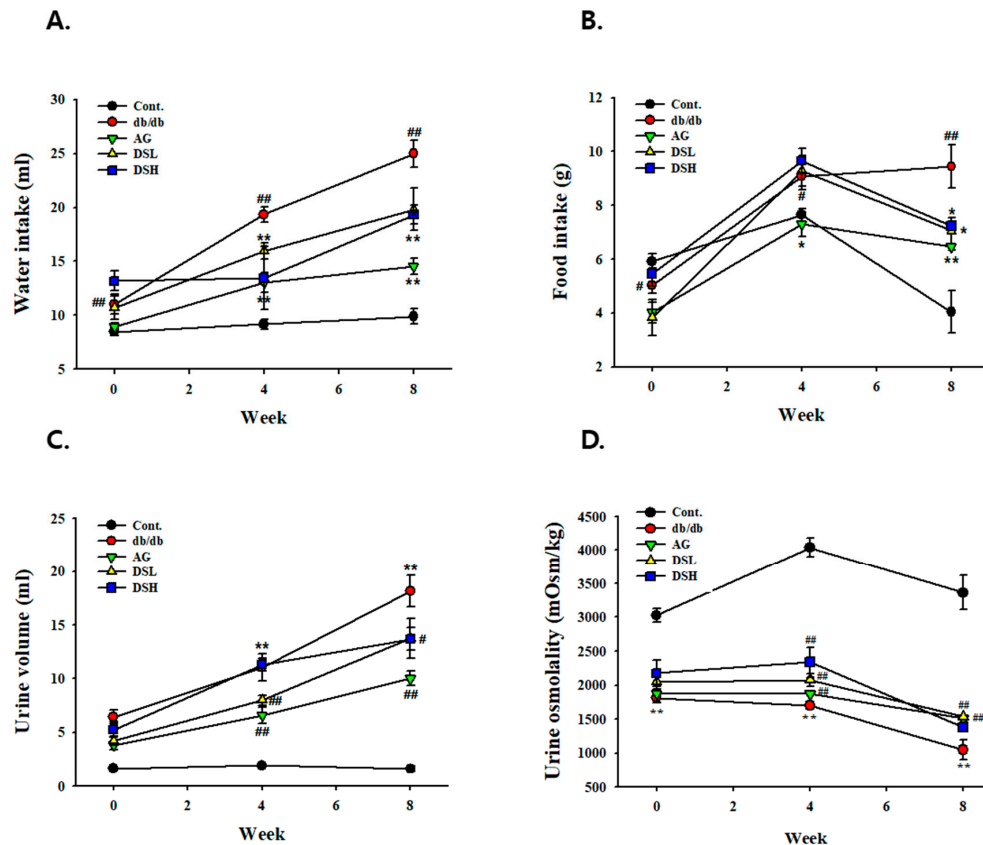 A.
Water intake (ml)
30
25
20
15
10
5
Cont.
db/db
AG
DSL
DSH
##
##
**
**
##
**
**
0
2
4
6
8
Week
B.
Food intake (g)
12
10
8
6
4
2
Cont.
db/db
AG
DSL
DSH
#
#
*
##
*
*
**
0
2
4
6
8
Week
C.
Urine volume (ml)
25
20
15
10
5
0
Cont.
db/db
AG
DSL
DSH
**
##
##
**
#
##
0
2
4
6
8
Week
D.
Urine osmolality (mOsm/kg)
4500
4000
3500
3000
2500
2000
1500
1000
500
Cont.
db/db
AG
DSL
DSH
**
##
##
##
**
##
##
**
0
2
4
6
8
Week